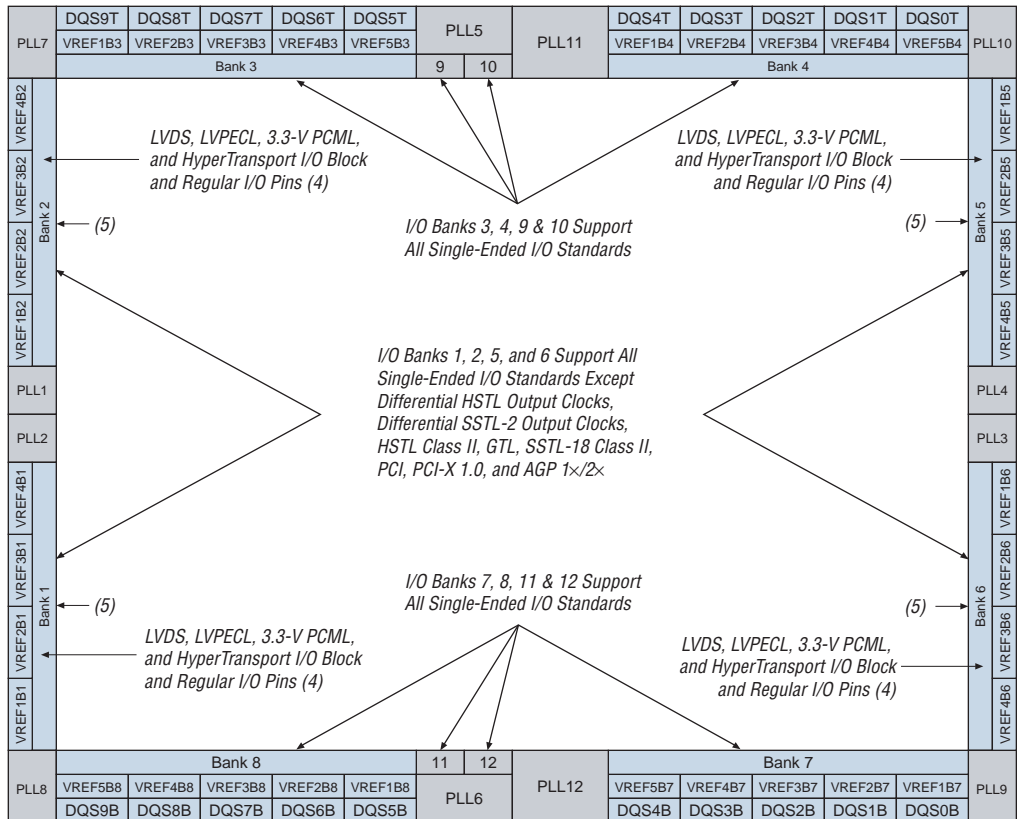 PLL7
DQS9T DQS8T DQS7T DQS6T DQS5T
VREF1B3 VREF2B3 VREF3B3 VREF4B3 VREF5B3
Bank 3
PLL5
9 10
PLL11
DQS4T DQS3T DQS2T DQS1T DQS0T
VREF1B4 VREF2B4 VREF3B4 VREF4B4 VREF5B4
Bank 4
PLL10
VREF4B2
VREF3B2
VREF2B2
VREF1B2
Bank 2
LVDS, LVPECL, 3.3-V PCML,
and HyperTransport I/O Block
and Regular I/O Pins (4)
(5)
LVDS, LVPECL, 3.3-V PCML,
and HyperTransport I/O Block
and Regular I/O Pins (4)
(5)
Bank 5
VREF1B5
VREF2B5
VREF3B5
VREF4B5
I/O Banks 3, 4, 9 & 10 Support
All Single-Ended I/O Standards
I/O Banks 1, 2, 5, and 6 Support All
Single-Ended I/O Standards Except
Differential HSTL Output Clocks,
Differential SSTL-2 Output Clocks,
HSTL Class II, GTL, SSTL-18 Class II,
PCI, PCI-X 1.0, and AGP 1×/2×
PLL1
PLL2
PLL4
PLL3
VREF4B1
VREF3B1
VREF2B1
VREF1B1
Bank 1
(5)
LVDS, LVPECL, 3.3-V PCML,
and HyperTransport I/O Block
and Regular I/O Pins (4)
I/O Banks 7, 8, 11 & 12 Support
All Single-Ended I/O Standards
(5)
LVDS, LVPECL, 3.3-V PCML,
and HyperTransport I/O Block
and Regular I/O Pins (4)
Bank 6
VREF1B6
VREF2B6
VREF3B6
VREF4B6
PLL8
Bank 8
VREF5B8 VREF4B8 VREF3B8 VREF2B8 VREF1B8
DQS9B DQS8B DQS7B DQS6B DQS5B
11 12
PLL6
PLL12
Bank 7
VREF5B7 VREF4B7 VREF3B7 VREF2B7 VREF1B7
DQS4B DQS3B DQS2B DQS1B DQS0B
PLL9